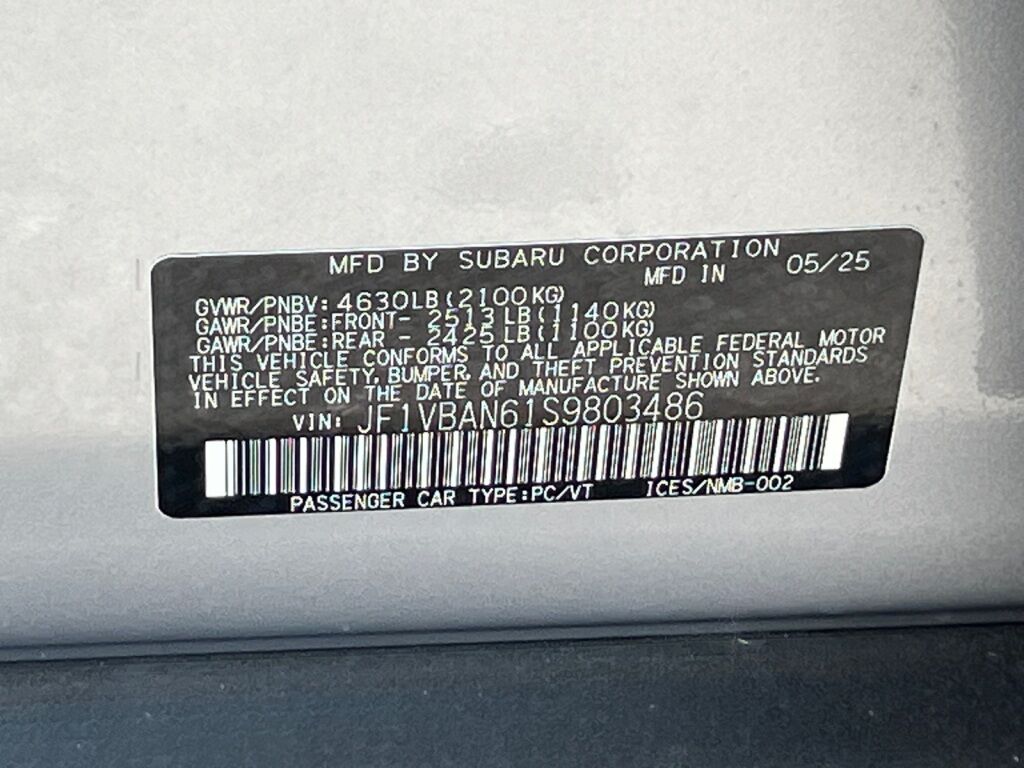 MFD BY SUBARU CORPORATION
MFD IN 05/25
GVWR/PNBV: 4630LB(2100KG)
GAWR/PNBE:FRONT- 2513LB(1140KG)
GAWR/PNBE:REAR - 2425LB(1100KG)
THIS VEHICLE CONFORMS TO ALL APPLICABLE FEDERAL MOTOR
VEHICLE SAFETY, BUMPER, AND THEFT PREVENTION STANDARDS
IN EFFECT ON THE DATE OF MANUFACTURE SHOWN ABOVE.
VIN: JF1VBAN61S9803486
PASSENGER CAR TYPE:PC/VT ICES/NMB-002